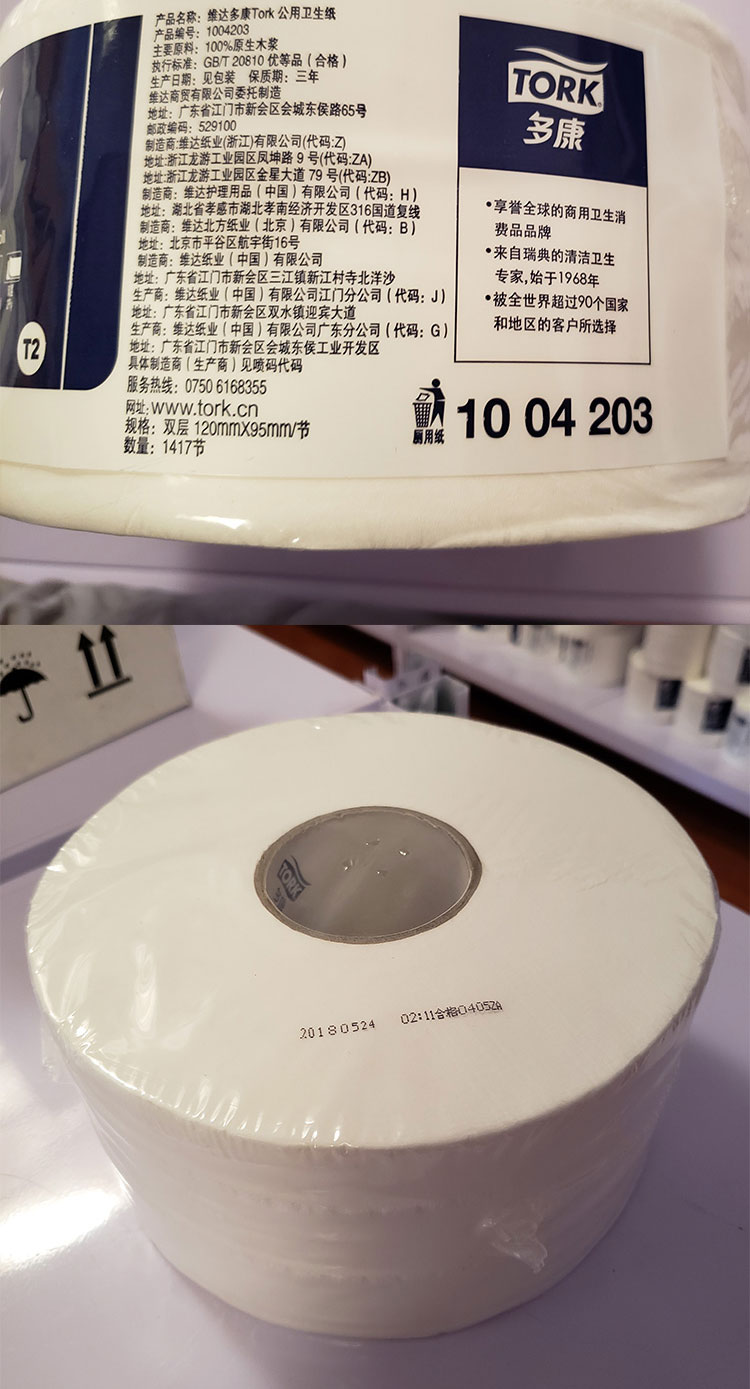 产品名称：维达多康Tork 公用卫生纸
产品编号：1004203
主要原料：100%原生木浆
执行标准：GB/T 20810 优等品（合格）
生产日期：见包装 保质期：三年
维达商贸有限公司委托制造
地址：广东省江门市新会区会城东侯路65号
邮政编码：529100
制造商:维达纸业(浙江)有限公司(代码:Z)
地址:浙江龙游工业园区凤坤路 9 号(代码:ZA)
地址:浙江龙游工业园区金星大道 79 号(代码:ZB)
制造商：维达护理用品（中国）有限公司（代码：H）
地址：湖北省孝感市湖北孝南经济开发区316国道复线
制造商：维达北方纸业（北京）有限公司（代码：B）
地址：北京市平谷区航宇街16号
制造商：维达纸业（中国）有限公司
地址：广东省江门市新会区三江镇新江村寺北洋沙
生产商：维达纸业（中国）有限公司江门分公司（代码：J）
地址：广东省江门市新会区双水镇迎宾大道
生产商：维达纸业（中国）有限公司广东分公司（代码：G）
地址：广东省江门市新会区会城东侯工业开发区
具体制造商（生产商）见喷码代码
服务热线：0750 6168355
网址：www.tork.cn
规格：双层 120mmX95mm/节
数量：1417节
T2
TORK
多康
•享誉全球的商用卫生消
费品品牌
•来自瑞典的清洁卫生
专家,始于1968年
•被全世界超过90个国家
和地区的客户所选择
厕用纸
10 04 203
TORK
20180524 02:11合格0405ZA